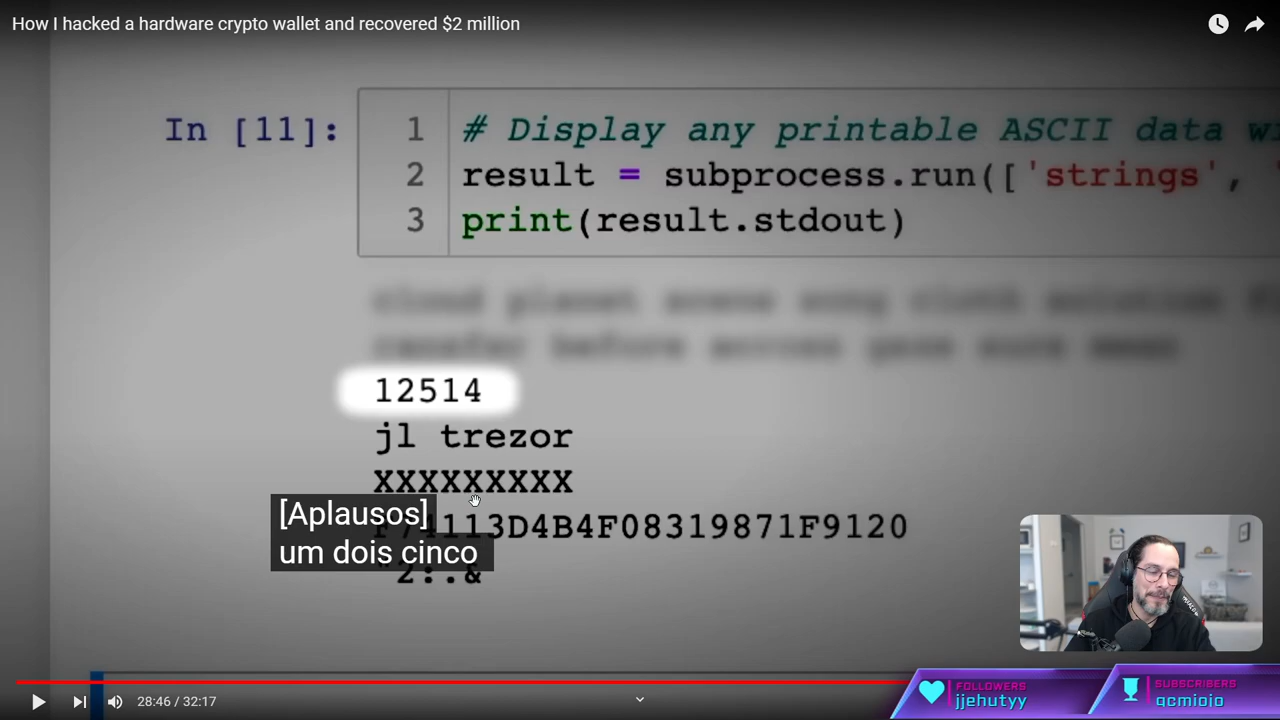 How I hacked a hardware crypto wallet and recovered $2 million
In [11]:
1 # Display any printable ASCII data
2 result = subprocess.run(['strings',
3 print(result.stdout)
12514
jl trezor
XXXXXXXXX
[Aplausos]
113D4B4F08319871F9120
um dois cinco
2:.&
28:46 / 32:17
FOLLOWERS
jjehutyy
SUBSCRIBERS
qcmiojo